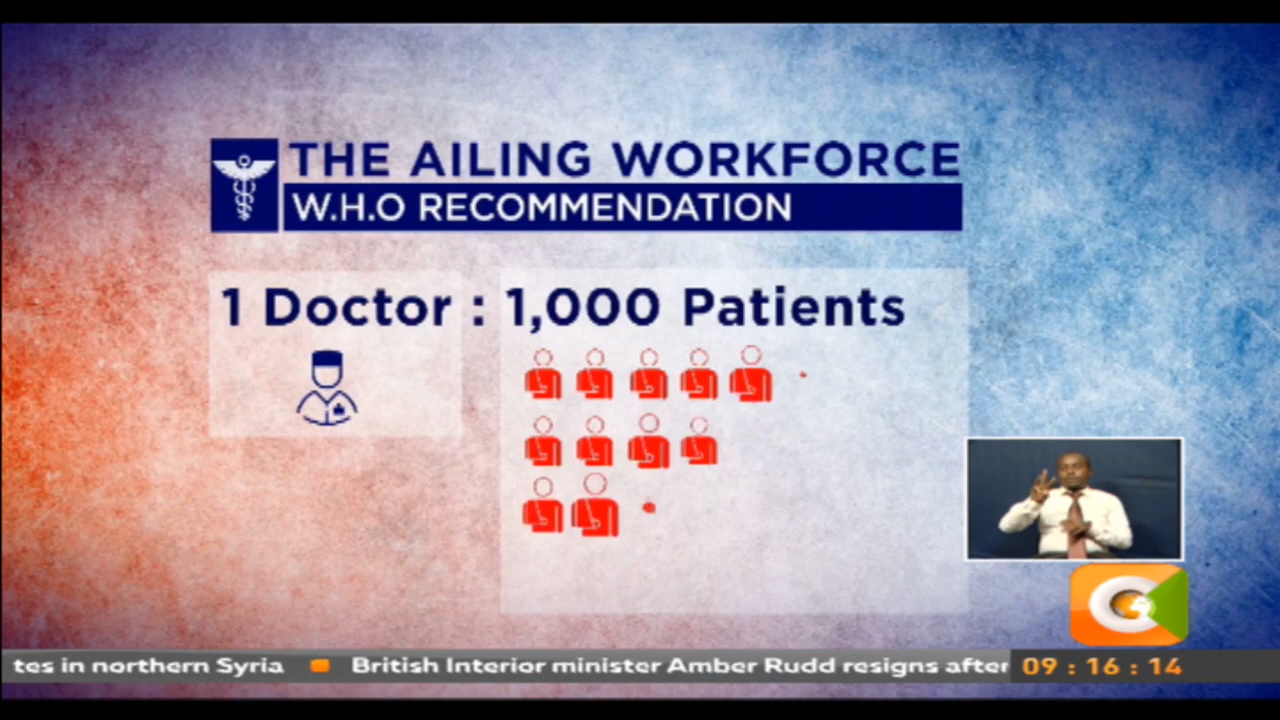 THE AILING WORKFORCE
W.H.O RECOMMENDATION
1 Doctor : 1,000 Patients
tes in northern Syria
British Interior minister Amber Rudd resigns after
09 : 16 : 14